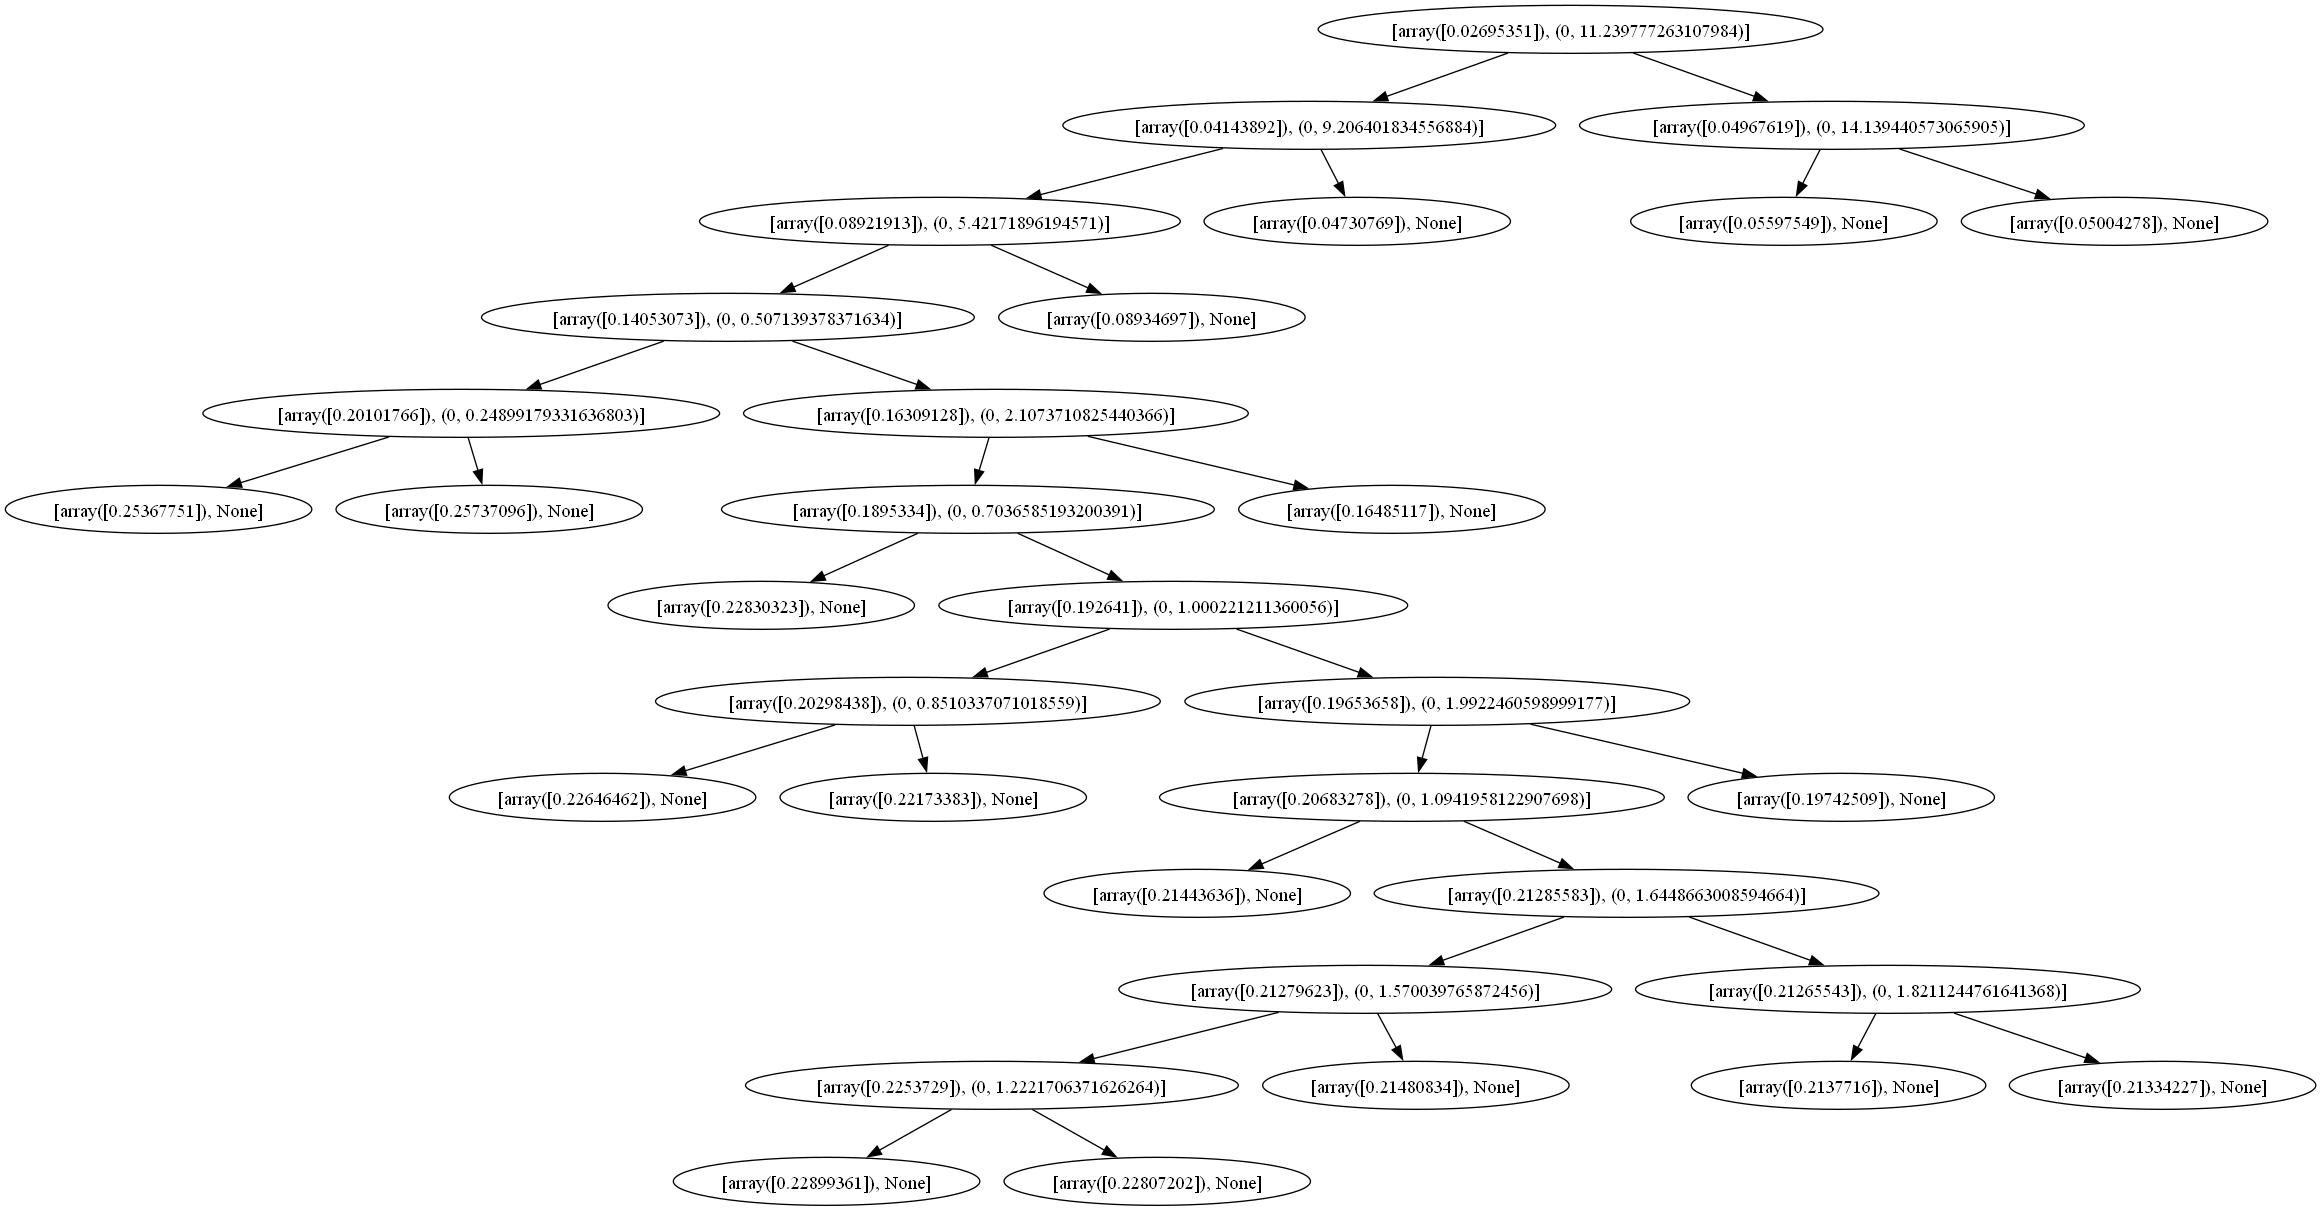 [array([0.02695351]), (0, 11.239777263107984)]
[array([0.04143892]), (0, 9.206401834556884)]
[array([0.04967619]), (0, 14.139440573065905)]
[array([0.08921913]), (0, 5.42171896194571)]
[array([0.04730769]), None]
[array([0.05597549]), None]
[array([0.05004278]), None]
[array([0.14053073]), (0, 0.507139378371634)]
[array([0.08934697]), None]
[array([0.20101766]), (0, 0.24899179331636803)]
[array([0.16309128]), (0, 2.1073710825440366)]
[array([0.25367751]), None]
[array([0.25737096]), None]
[array([0.1895334]), (0, 0.7036585193200391)]
[array([0.16485117]), None]
[array([0.22830323]), None]
[array([0.192641]), (0, 1.000221211360056)]
[array([0.20298438]), (0, 0.8510337071018559)]
[array([0.19653658]), (0, 1.9922460598999177)]
[array([0.22646462]), None]
[array([0.22173383]), None]
[array([0.20683278]), (0, 1.0941958122907698)]
[array([0.19742509]), None]
[array([0.21443636]), None]
[array([0.21285583]), (0, 1.6448663008594664)]
[array([0.21279623]), (0, 1.570039765872456)]
[array([0.21265543]), (0, 1.8211244761641368)]
[array([0.2253729]), (0, 1.2221706371626264)]
[array([0.21480834]), None]
[array([0.2137716]), None]
[array([0.21334227]), None]
[array([0.22899361]), None]
[array([0.22807202]), None]